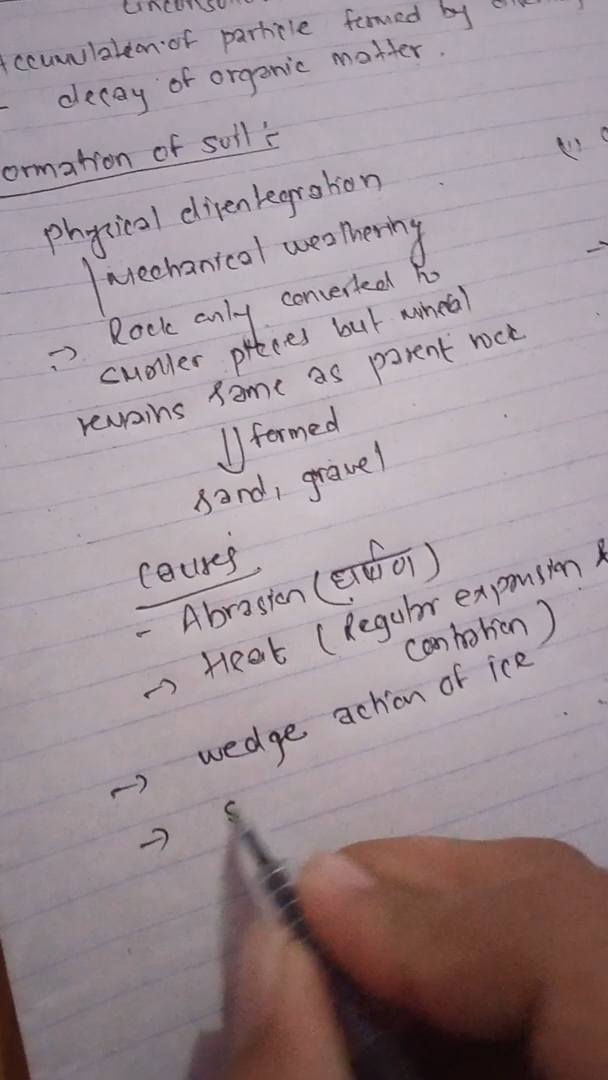 Accumulation of particle formed by
- decay of organic matter.
ormation of soil :
physical disentegration
Mechanical weathering
→ Rock only converted to
smaller pieces but mineral
remains same as parent rock
⇓ formed
sand, gravel
causes
- Abrasion (घर्षण)
→ Heat (Regular expansion &
contration)
→ wedge action of ice
→ s